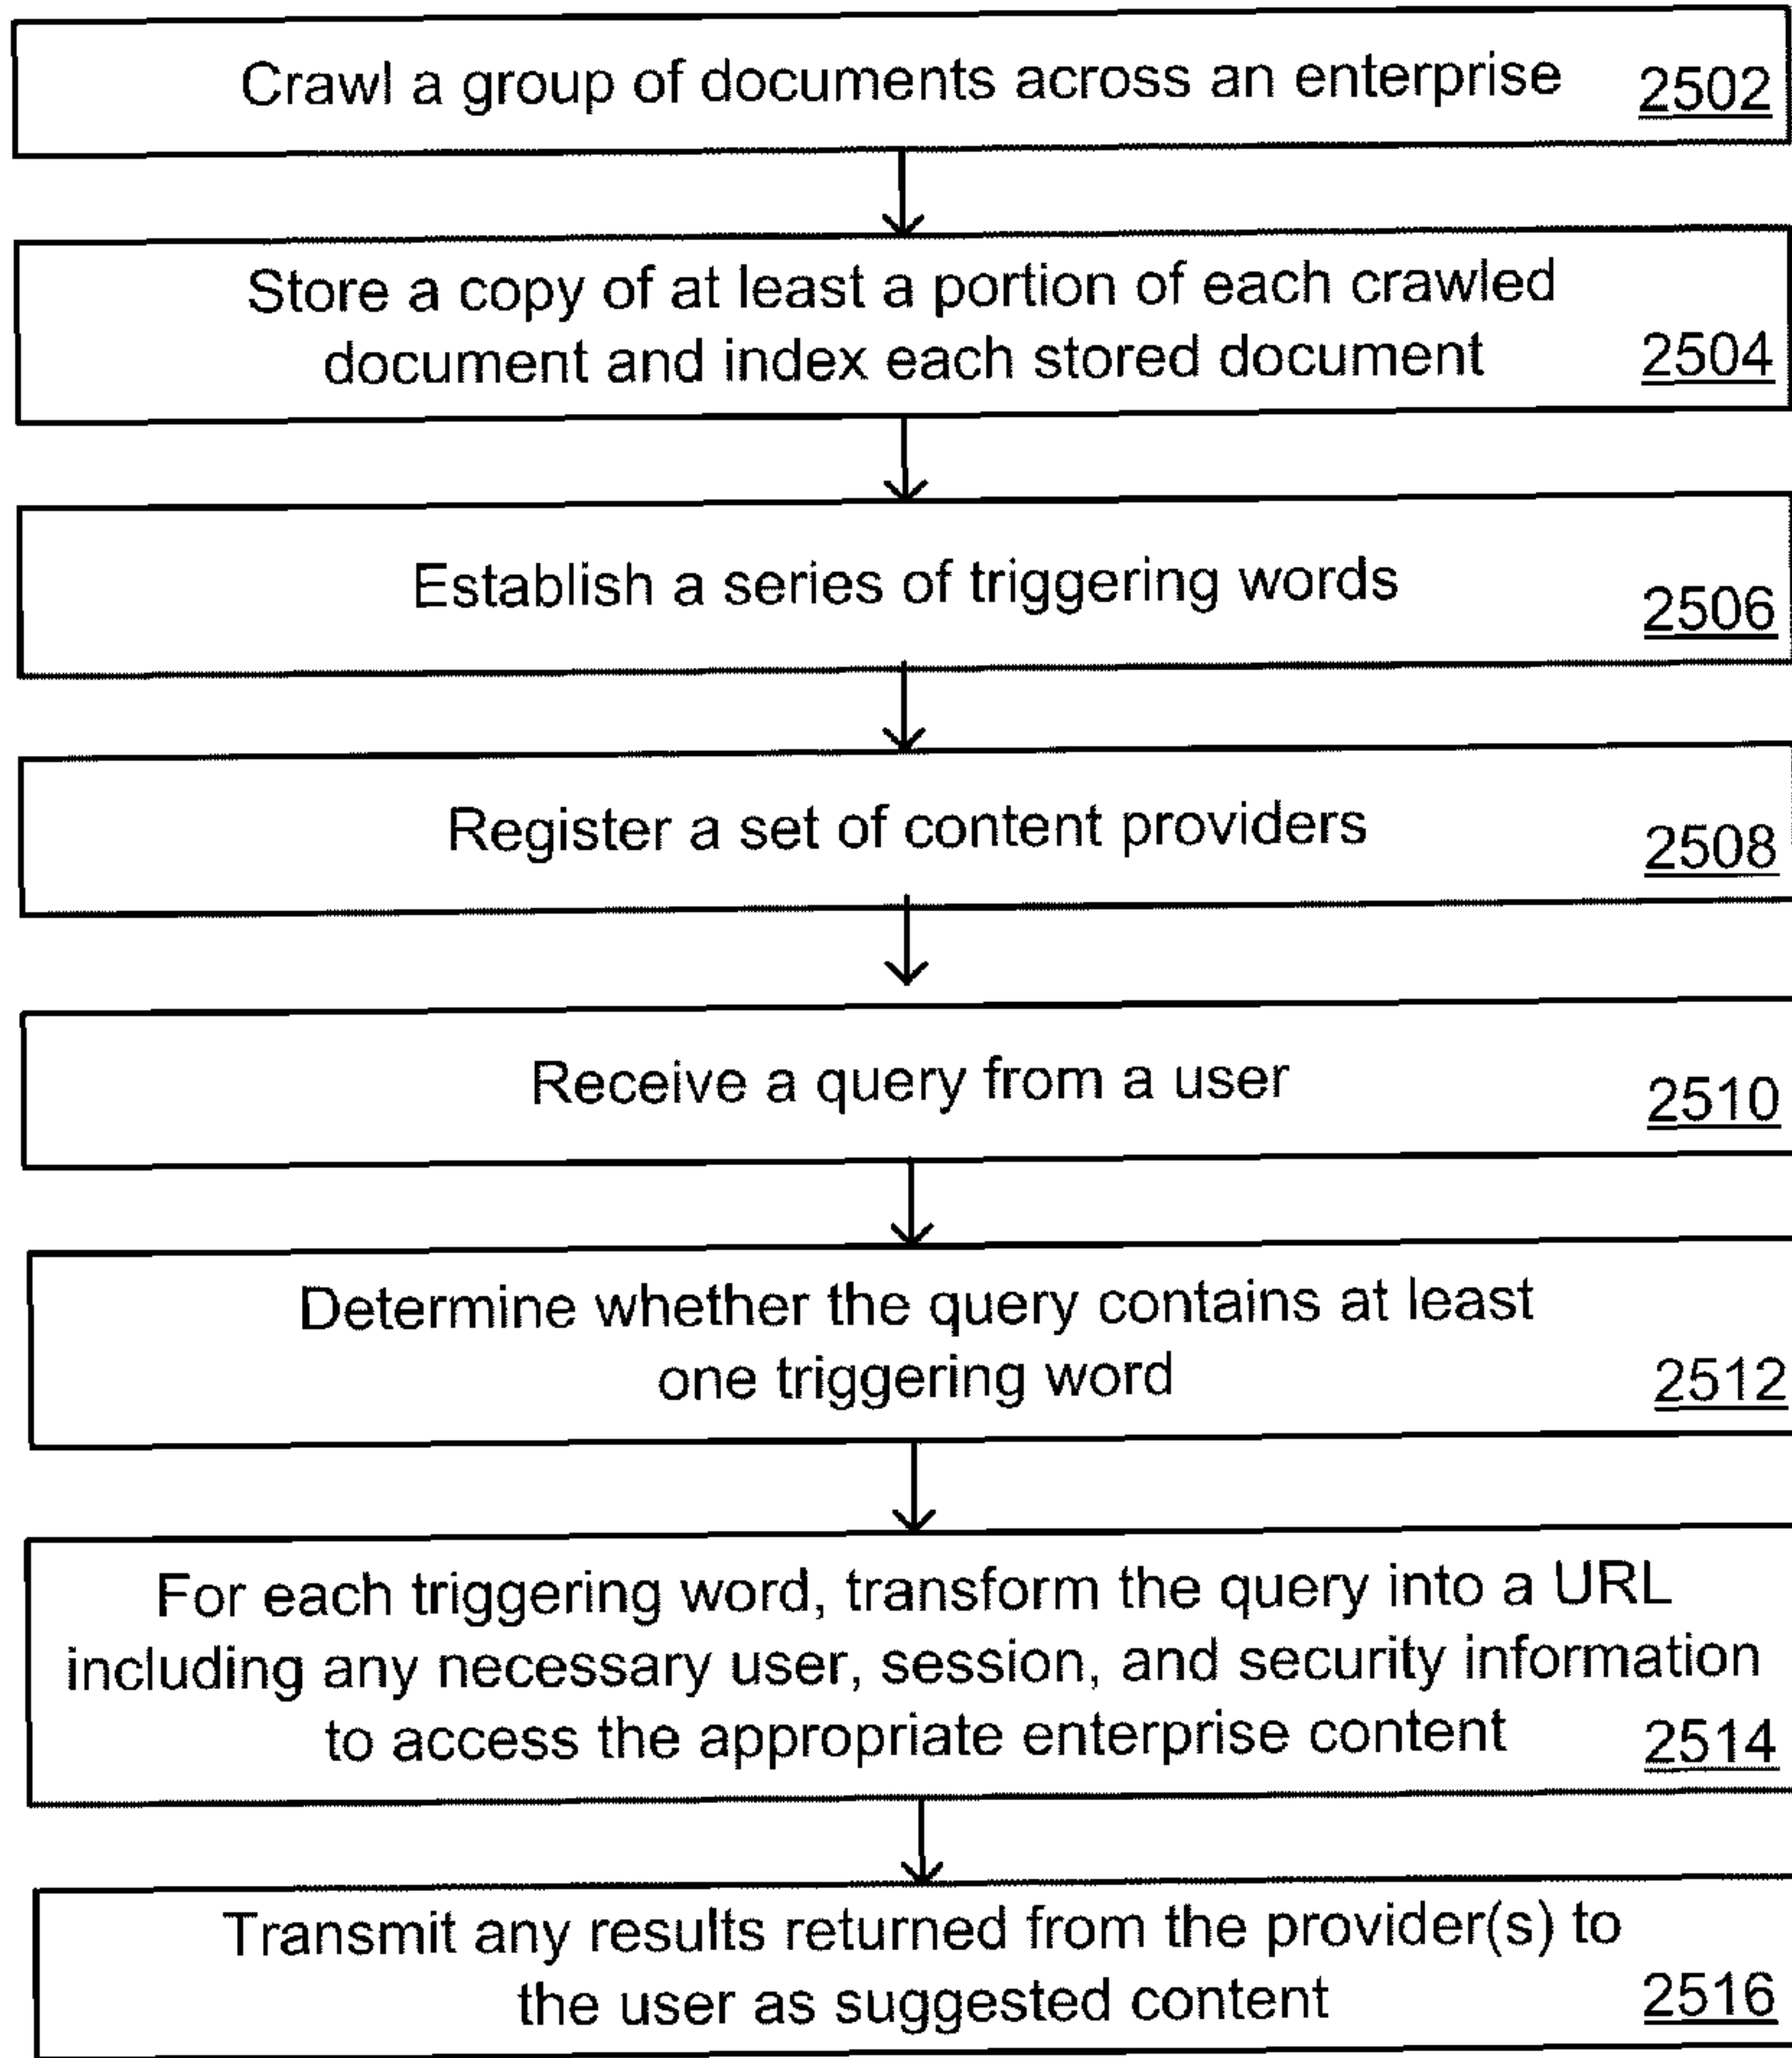 Crawl a group of documents across an enterprise 2502
Store a copy of at least a portion of each crawled
document and index each stored document 2504
Establish a series of triggering words 2506
Register a set of content providers 2508
Receive a query from a user 2510
Determine whether the query contains at least
one triggering word 2512
For each triggering word, transform the query into a URL
including any necessary user, session, and security information
to access the appropriate enterprise content 2514
Transmit any results returned from the provider(s) to
the user as suggested content 2516